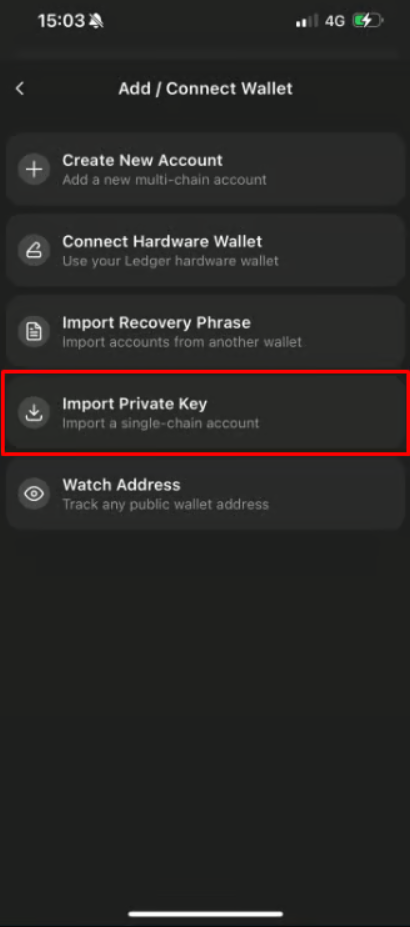 15:03 4G
Add / Connect Wallet
Create New Account
Add a new multi-chain account
Connect Hardware Wallet
Use your Ledger hardware wallet
Import Recovery Phrase
Import accounts from another wallet
Import Private Key
Import a single-chain account
Watch Address
Track any public wallet address